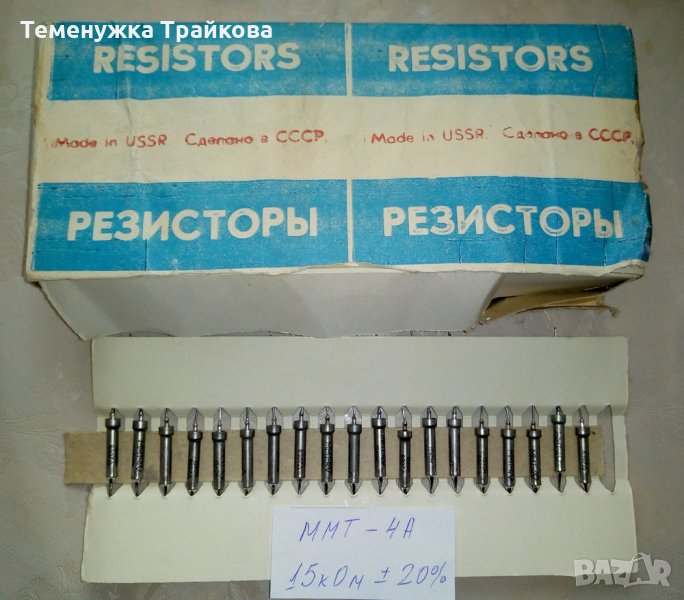 Теменужка Трайкова
RESISTORS RESISTORS
Made in USSR. Сделано в СССР. Made in USSR. Сделано в СССР.
РЕЗИСТОРЫ РЕЗИСТОРЫ
ММТ-4А
15кОм ± 20%
BAZAR